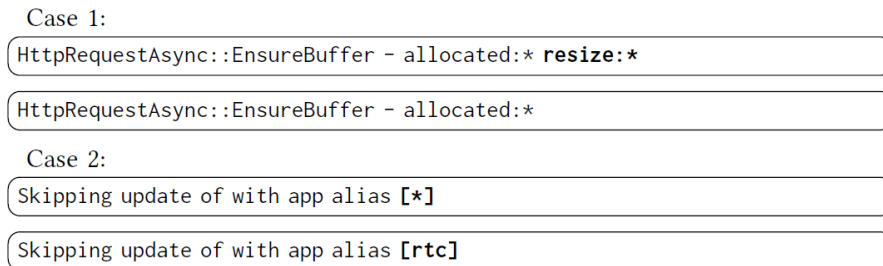 Case 1:
HttpRequestAsync::EnsureBuffer - allocated:* resize:*
HttpRequestAsync::EnsureBuffer - allocated:*
Case 2:
Skipping update of with app alias [*]
Skipping update of with app alias [rtc]